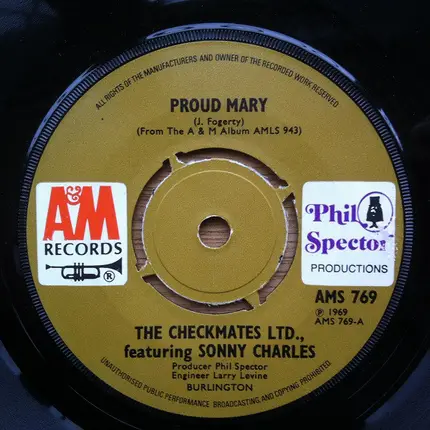 ALL RIGHTS OF THE MANUFACTURERS AND OWNER OF THE RECORDED WORK RESERVED
PROUD MARY
(J. Fogerty)
(From The A & M Album AMLS 943)
A&M
RECORDS
®
Phil
Spector
PRODUCTIONS
AMS 769
Ⓟ 1969
AMS 769-A
THE CHECKMATES LTD.,
featuring SONNY CHARLES
Producer Phil Spector
Engineer Larry Levine
BURLINGTON
UNAUTHORISED PUBLIC PERFORMANCE BROADCASTING AND COPYING PROHIBITED